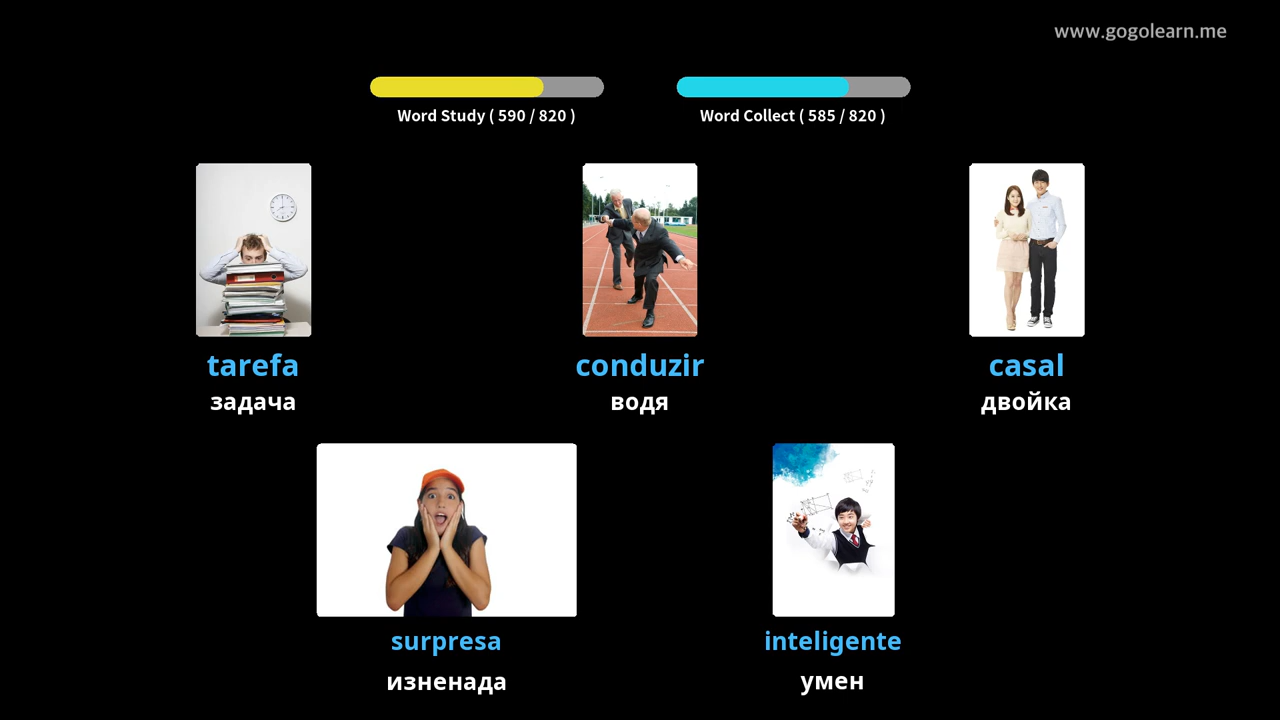 www.gogolearn.me
Word Study ( 590 / 820 )
Word Collect ( 585 / 820 )
tarefa
задача
conduzir
водя
casal
двойка
surpresa
изненада
inteligente
умен